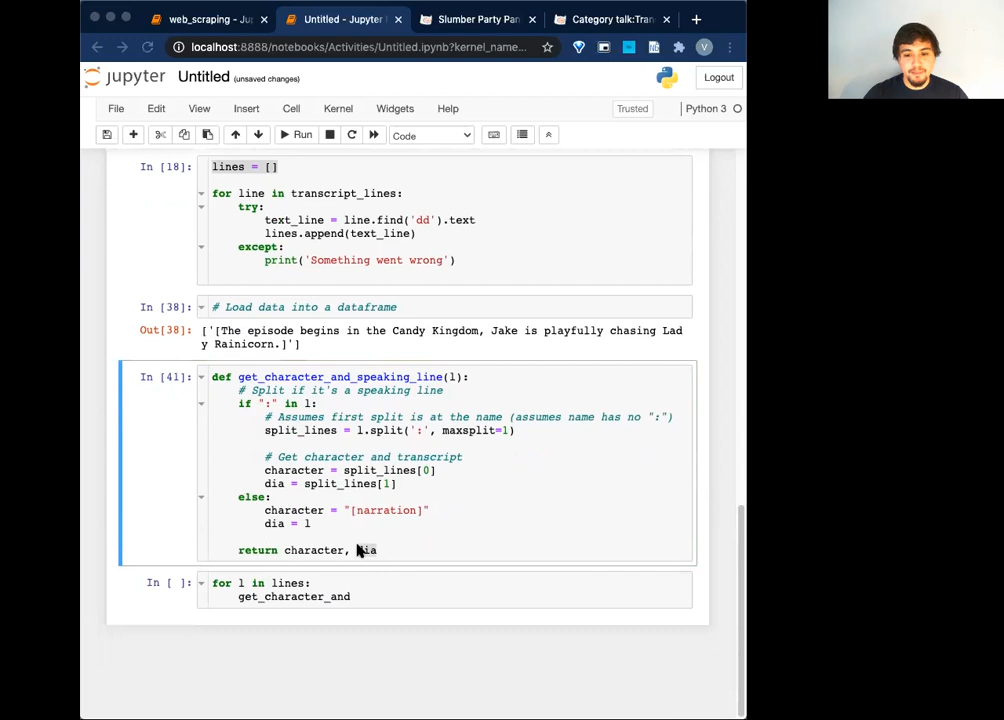 web_scraping - Ju
Untitled - Jupyter
Slumber Party Pan
Category talk:Tran
localhost:8888/notebooks/Activities/Untitled.ipynb?kernel_name...
V
jupyter Untitled (unsaved changes)
Logout
File Edit View Insert Cell Kernel Widgets Help
Trusted
Python 3
Run
Code
In [18]:
lines = []
for line in transcript_lines:
try:
text_line = line.find('dd').text
lines.append(text_line)
except:
print('Something went wrong')
In [38]:
# Load data into a dataframe
Out[38]:
['[The episode begins in the Candy Kingdom, Jake is playfully chasing Lad
y Rainicorn.]']
In [41]:
def get_character_and_speaking_line(l):
# Split if it's a speaking line
if ":" in l:
# Assumes first split is at the name (assumes name has no ":")
split_lines = l.split(':', maxsplit=1)
# Get character and transcript
character = split_lines[0]
dia = split_lines[1]
else:
character = "[narration]"
dia = l
return character, dia
In [ ]:
for l in lines:
get_character_and